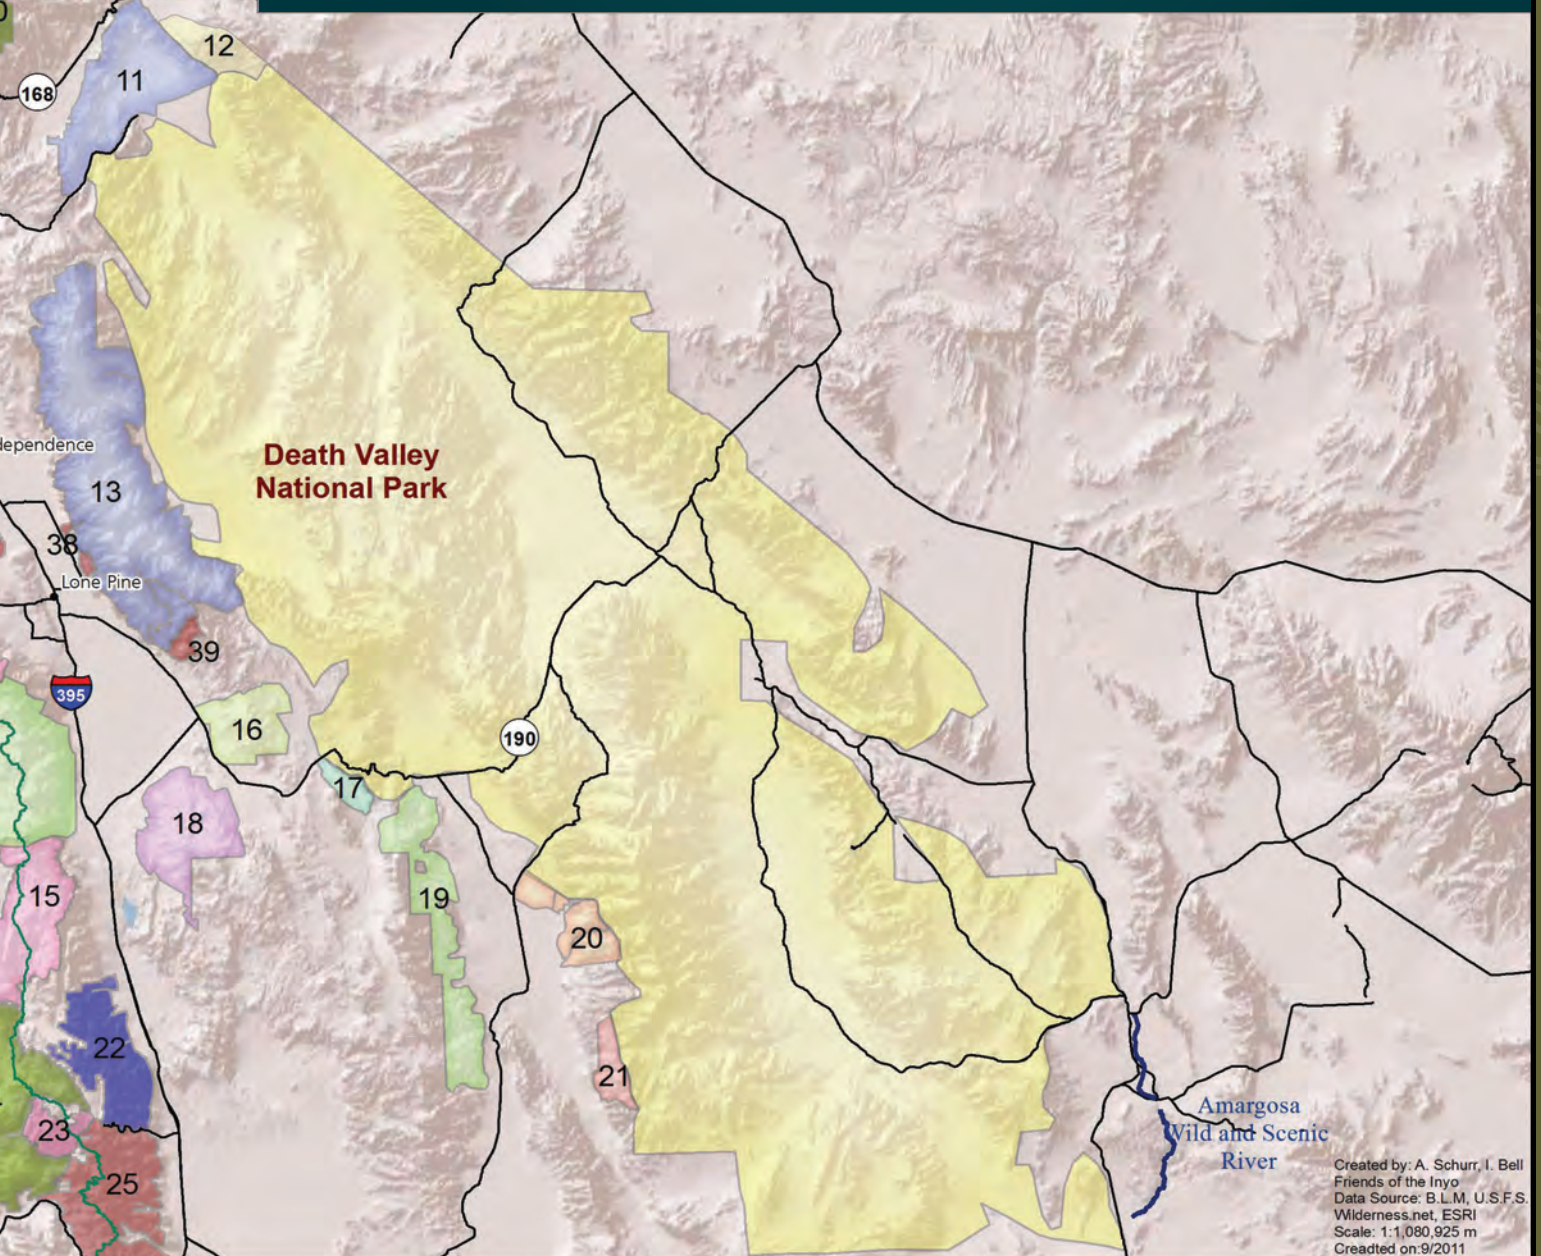 12
11
168
dependence
Death Valley
National Park
13
38
Lone Pine
39
395
16
190
17
18
19
15
20
22
21
23
25
Amargosa
Wild and Scenic
River
Created by: A. Schurr, I. Bell
Friends of the Inyo
Data Source: B.L.M, U.S.F.S.
Wilderness.net, ESRI
Scale: 1:1,080,925 m
Creadted on:9/2011